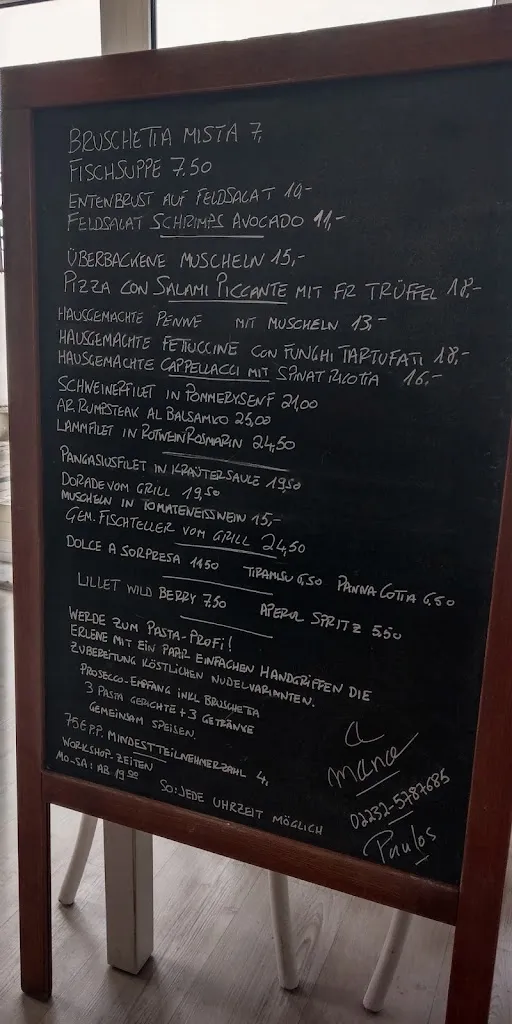 BRUSCHETTA MISTA 7,
FISCHSUPPE 7.50
ENTENBRUST AUF FELDSALAT 19,-
FELDSALAT SCHRIMPS AVOCADO 11,-
ÜBERBACKENE MUSCHELN 15,-
PIZZA CON SALAMI PICCANTE MIT FR TRÜFFEL 18,-
HAUSGEMACHTE PENNE MIT MUSCHELN 13,-
HAUSGEMACHTE FETTUCCINE CON FUNGHI TARTUFATI 18,-
HAUSGEMACHTE CAPPELLACCI MIT SPINAT RICOTTA 16,-
SCHWEINEFILET IN POMMERYSENF 21,00
AR. RUMPSTEAK AL BALSAMICO 25,00
LAMMFILET IN ROTWEINROSMARIN 24,50
PANGASIUSFILET IN KRÄUTERSAUCE 19,50
DORADE VOM GRILL 19,50
MUSCHELN IN TOMATENWEISSWEIN 15,-
GEM. FISCHTELLER VOM GRILL 24,50
DOLCE A SORPRESA 11,50 TIRAMISU 6,50 PANNA COTTA 6,50
LILLET WILD BERRY 7,50 APEROL SPRITZ 5,50
WERDE ZUM PASTA-PROFI!
ERLENE MIT EIN PAAR EINFACHEN HANDGRIFFEN DIE
ZUBEREITUNG KÖSTLICHEN NUDELVARIANTEN.
PROSECCO-EMPFANG INKL BRUSCHETTA
3 PASTA GERICHTE + 3 GETRÄNKE
GEMEINSAM SPEISEN.
75€ P.P. MINDESTTEILNEHMERZAHL 4,
WORKSHOP-ZEITEN
MO-SA: AB 19 00 SO: JEDE UHRZEIT MÖGLICH
02232-5787685
Paulos